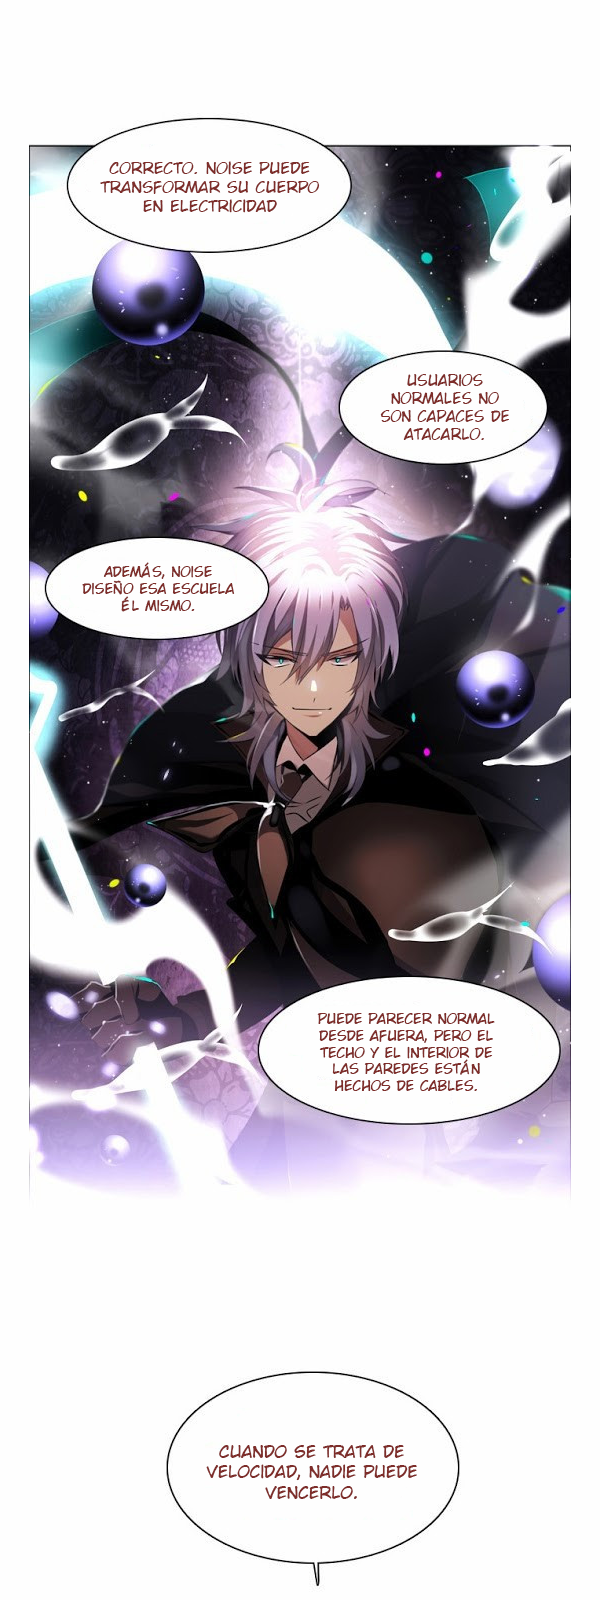 CORRECTO. NOISE PUEDE
TRANSFORMAR SU CUERPO
EN ELECTRICIDAD
USUARIOS
NORMALES NO
SON CAPACES DE
ATACARLO.
ADEMÁS, NOISE
DISEÑO ESA ESCUELA
ÉL MISMO.
PUEDE PARECER NORMAL
DESDE AFUERA, PERO EL
TECHO Y EL INTERIOR DE
LAS PAREDES ESTÁN
HECHOS DE CABLES.
CUANDO SE TRATA DE
VELOCIDAD, NADIE PUEDE
VENCERLO.